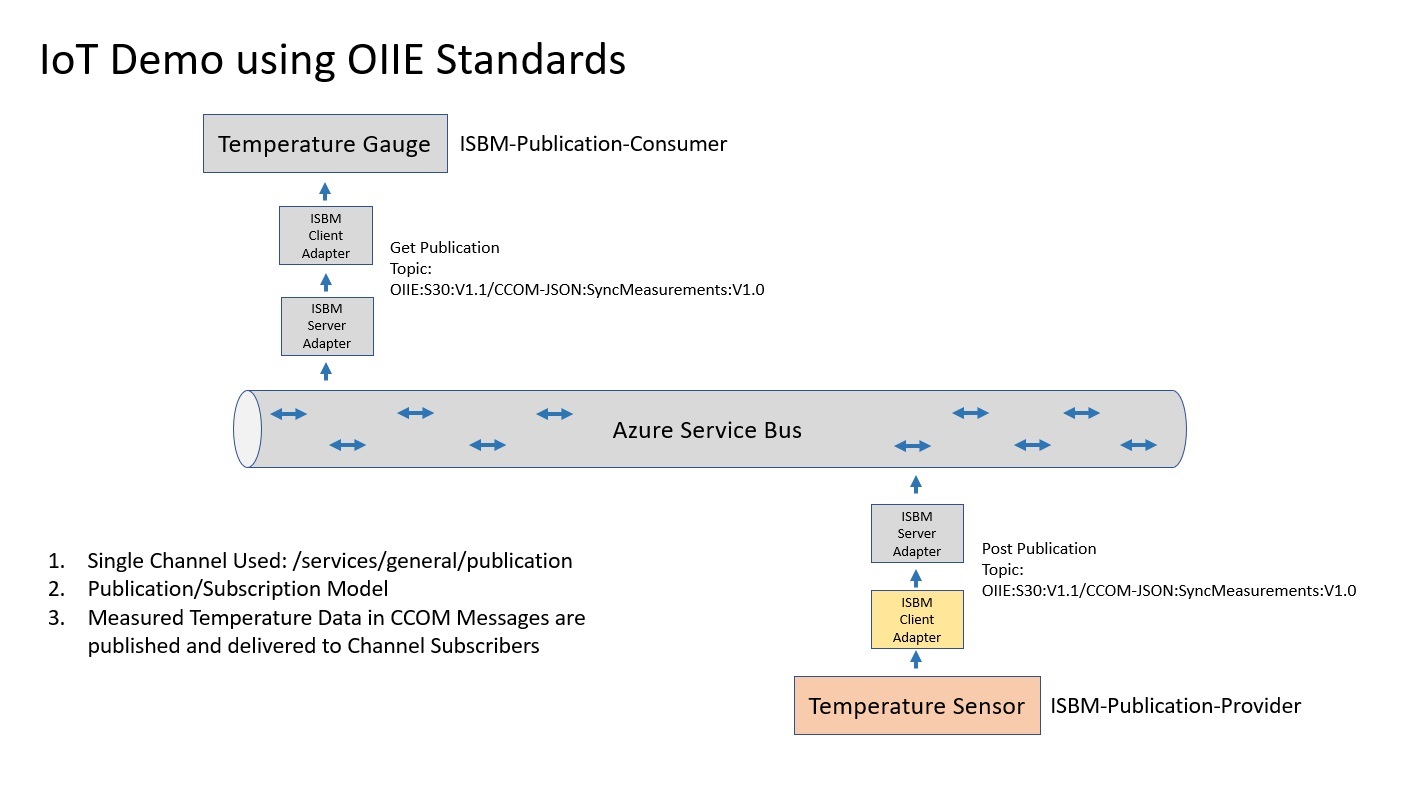 IoT Demo using OIIE Standards
Temperature Gauge
ISBM-Publication-Consumer
ISBM
Client
Adapter
Get Publication
Topic:
OIIE:S30:V1.1/CCOM-JSON:SyncMeasurements:V1.0
ISBM
Server
Adapter
Azure Service Bus
ISBM
Server
Adapter
Post Publication
Topic:
OIIE:S30:V1.1/CCOM-JSON:SyncMeasurements:V1.0
ISBM
Client
Adapter
Temperature Sensor
ISBM-Publication-Provider
1. Single Channel Used: /services/general/publication
2. Publication/Subscription Model
3. Measured Temperature Data in CCOM Messages are
published and delivered to Channel Subscribers